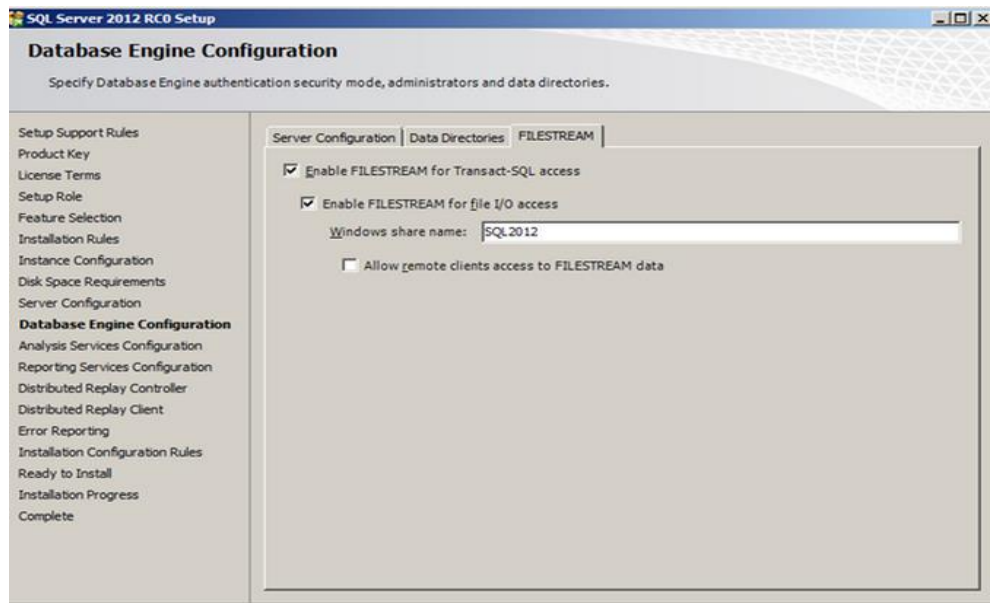 SQL Server 2012 RC0 Setup
Database Engine Configuration
Specify Database Engine authentication security mode, administrators and data directories.
Setup Support Rules
Product Key
License Terms
Setup Role
Feature Selection
Installation Rules
Instance Configuration
Disk Space Requirements
Server Configuration
Database Engine Configuration
Analysis Services Configuration
Reporting Services Configuration
Distributed Replay Controller
Distributed Replay Client
Error Reporting
Installation Configuration Rules
Ready to Install
Installation Progress
Complete
Server Configuration Data Directories FILESTREAM
Enable FILESTREAM for Transact-SQL access
Enable FILESTREAM for file I/O access
Windows share name: SQL2012
Allow remote clients access to FILESTREAM data